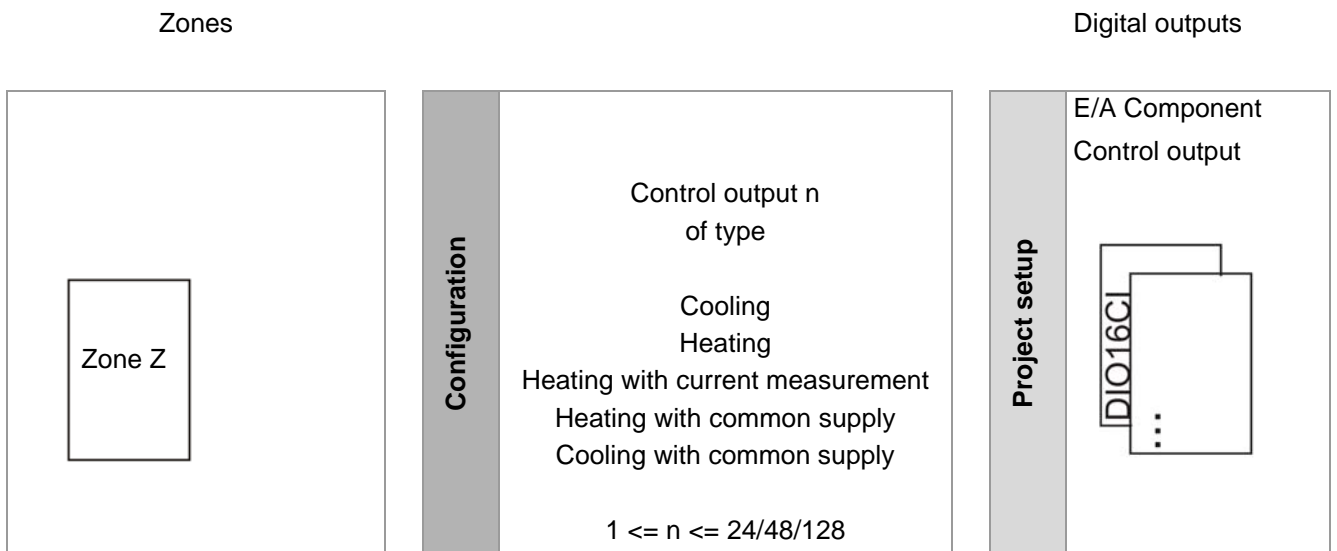 Zones
Digital outputs
Zone Z
Configuration
Control output n
of type
Cooling
Heating
Heating with current measurement
Heating with common supply
Cooling with common supply
1 <= n <= 24/48/128
Project setup
E/A Component
Control output
DIO16CI
...